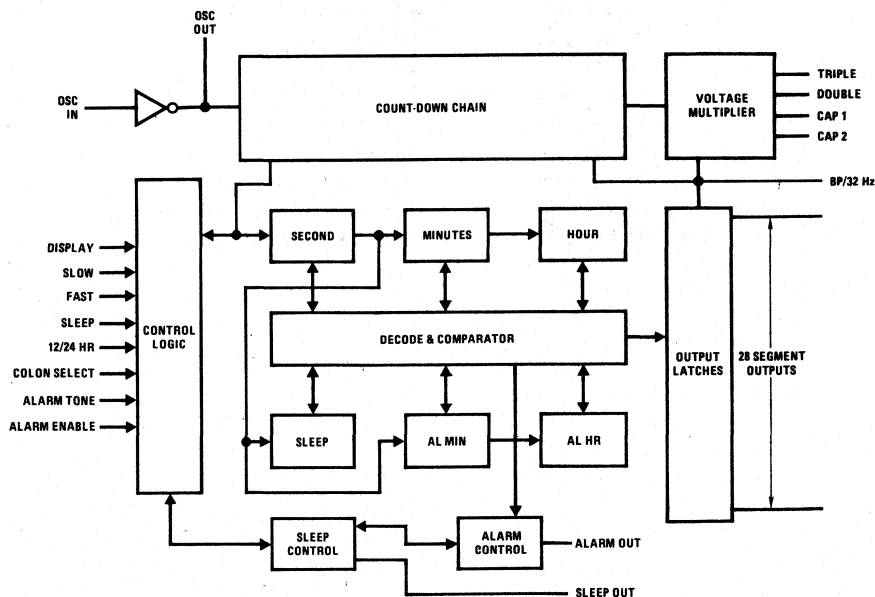 OSC
OUT
OSC
IN
COUNT-DOWN CHAIN
VOLTAGE
MULTIPLIER
TRIPLE
DOUBLE
CAP 1
CAP 2
BP/32 Hz
DISPLAY
SLOW
FAST
SLEEP
12/24 HR
COLON SELECT
ALARM TONE
ALARM ENABLE
CONTROL
LOGIC
SECOND
MINUTES
HOUR
DECODE & COMPARATOR
SLEEP
AL MIN
AL HR
OUTPUT
LATCHES
28 SEGMENT
OUTPUTS
SLEEP
CONTROL
ALARM
CONTROL
ALARM OUT
SLEEP OUT